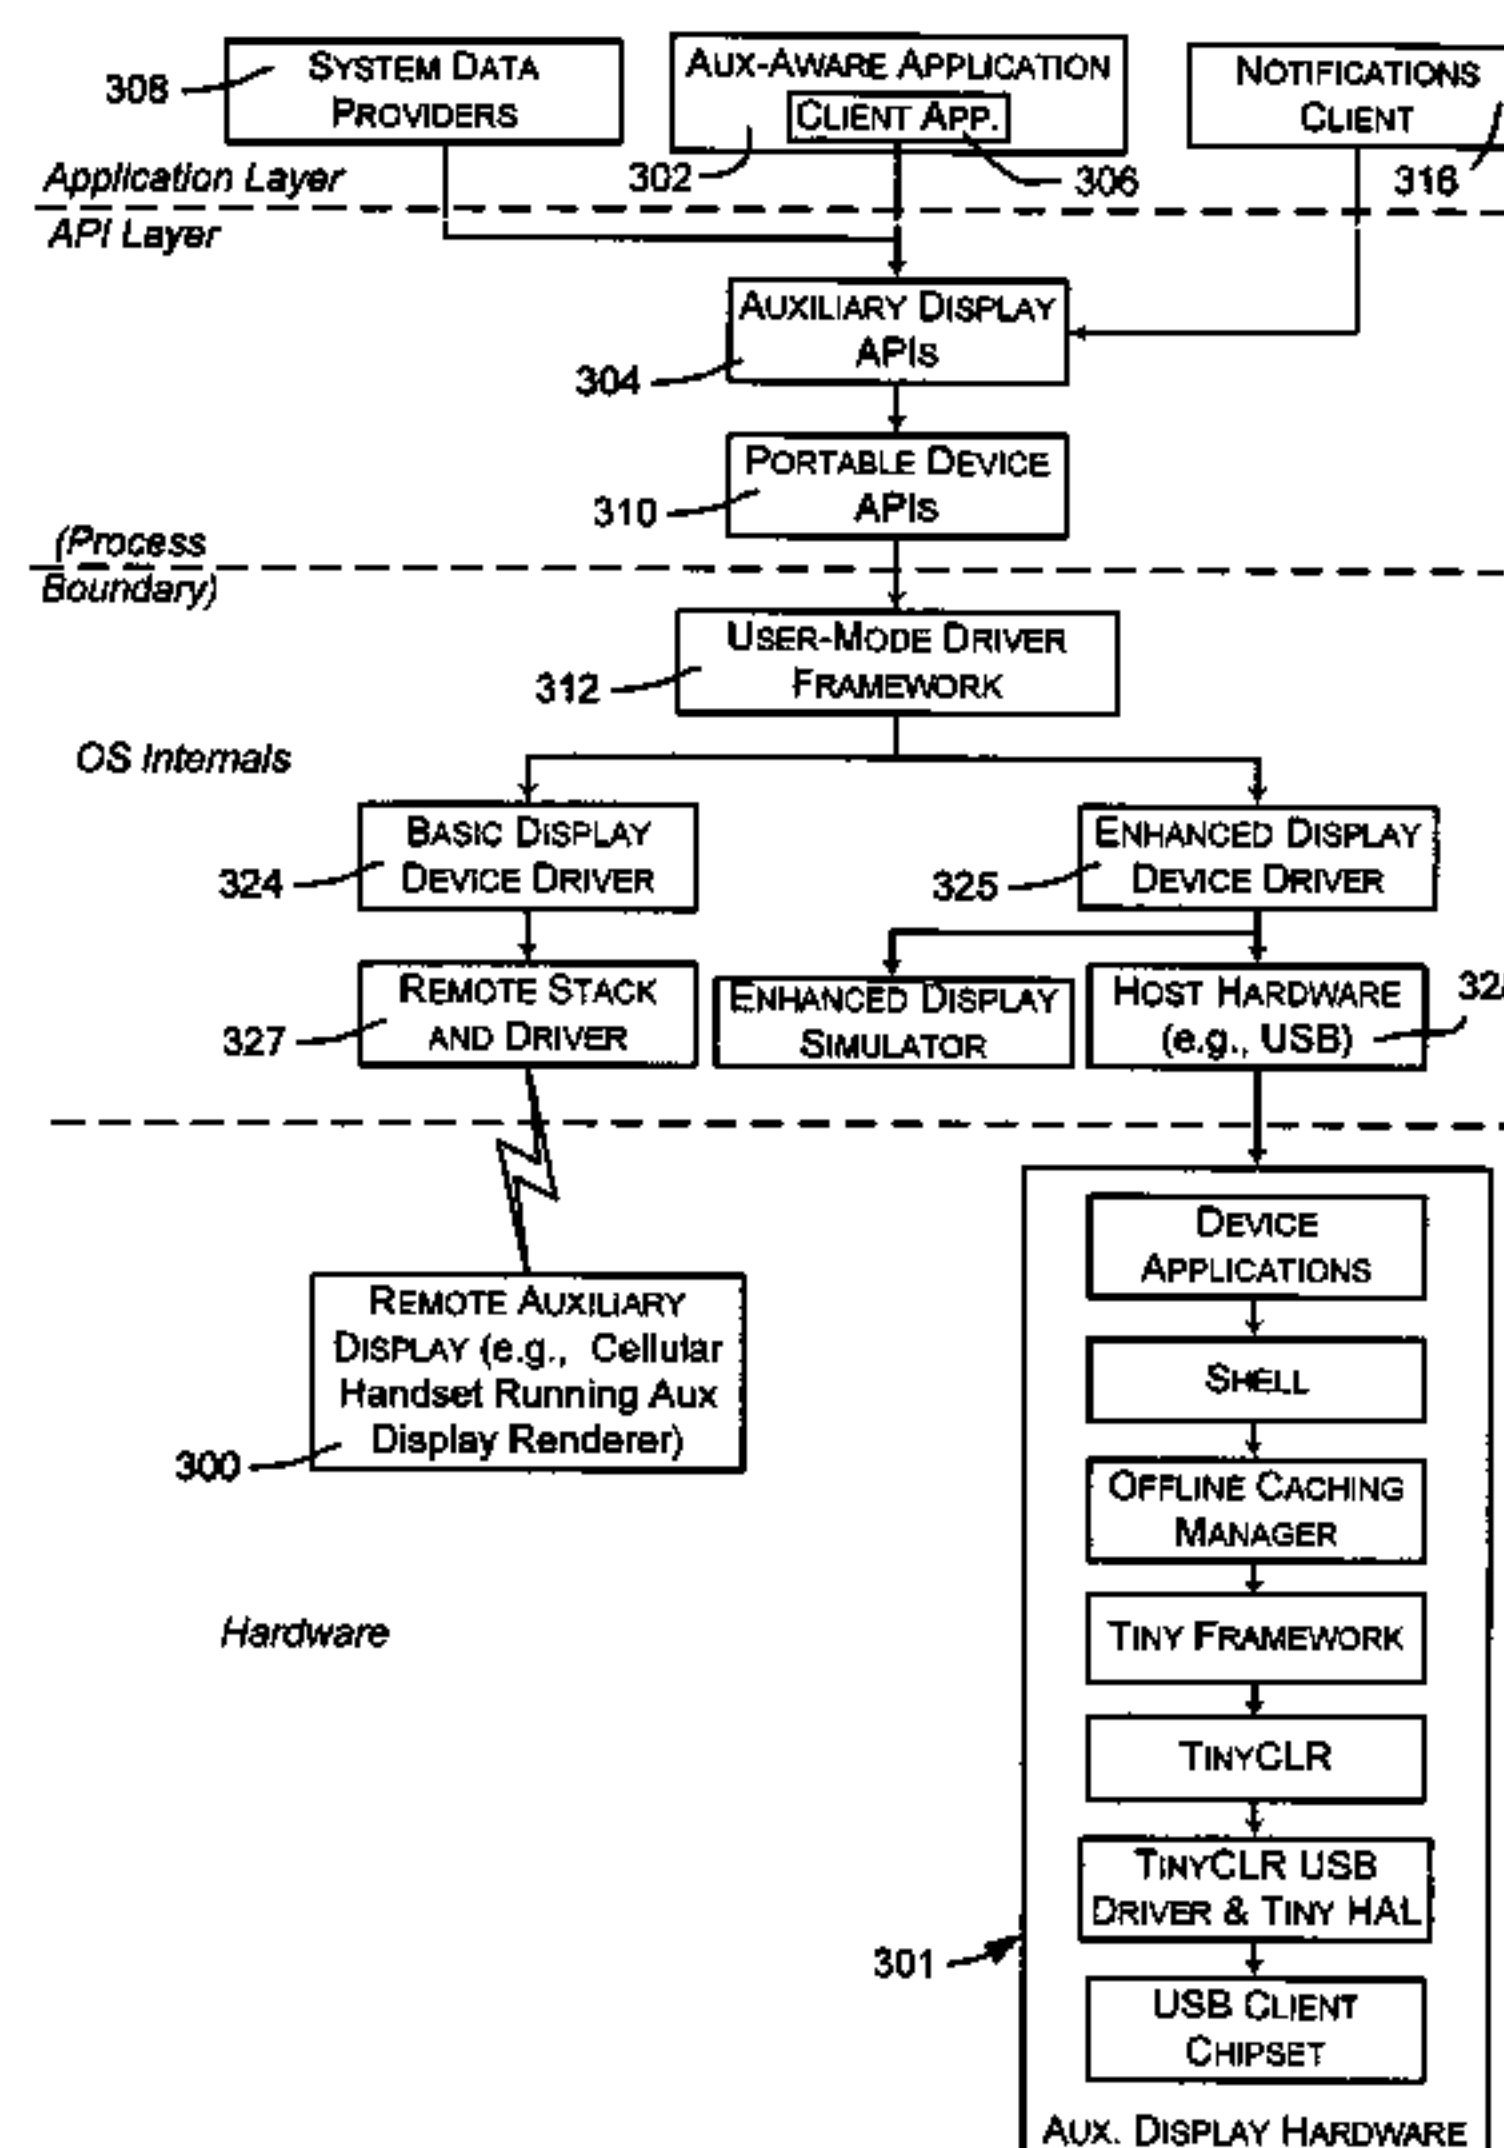 SYSTEM DATA
PROVIDERS
308
AUX-AWARE APPLICATION
CLIENT APP.
302
306
NOTIFICATIONS
CLIENT
316
Application Layer
API Layer
AUXILIARY DISPLAY
APIS
304
PORTABLE DEVICE
APIS
310
(Process
Boundary)
USER-MODE DRIVER
FRAMEWORK
312
OS Internals
BASIC DISPLAY
DEVICE DRIVER
324
ENHANCED DISPLAY
DEVICE DRIVER
325
REMOTE STACK
AND DRIVER
327
ENHANCED DISPLAY
SIMULATOR
HOST HARDWARE
(e.g., USB)
REMOTE AUXILIARY
DISPLAY (e.g., Cellular
Handset Running Aux
Display Renderer)
300
Hardware
DEVICE
APPLICATIONS
SHELL
OFFLINE CACHING
MANAGER
TINY FRAMEWORK
TINYCLR
TINYCLR USB
DRIVER & TINY HAL
301
USB CLIENT
CHIPSET
AUX. DISPLAY HARDWARE